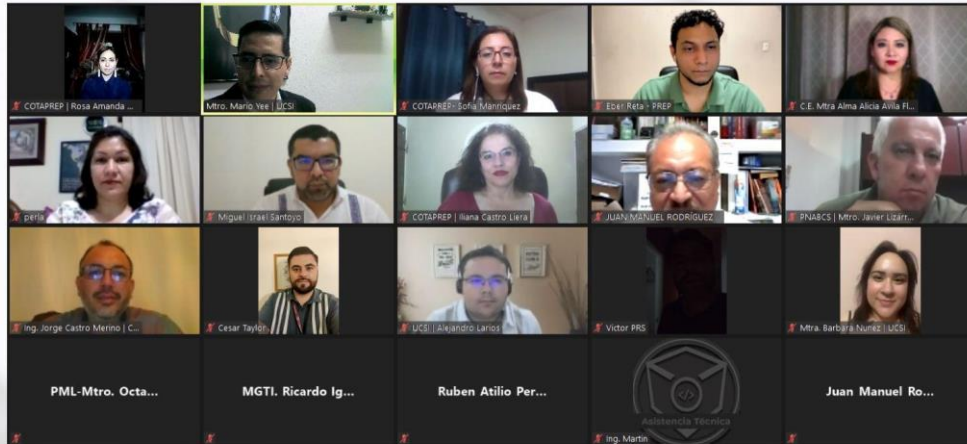 COTAPREP | Rosa Amanda ...
Mtro. Mario Yee | UCSI
COTAPREP- Sofia Manriquez
Eber Reta - PREP
C.E. Mtra Alma Alicia Avila Fl...
perla
Miguel Israel Santoyo
COTAPREP | Iliana Castro Liera
JUAN MANUEL RODRÍGUEZ
PNABCS | Mtro. Javier Lizárr...
Ing. Jorge Castro Merino | C...
Cesar Taylor
UCSI | Alejandro Larios
Victor PRS
Mtra. Barbara Nunez | UCSI
PML-Mtro. Octa...
MGTI. Ricardo Ig...
Ruben Atilio Per...
</>
Asistencia Técnica
Ing. Martin
Juan Manuel Ro...